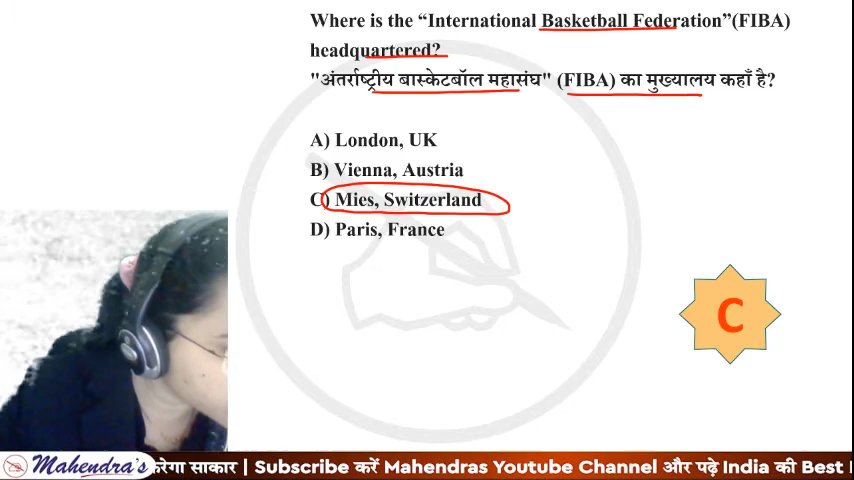 Where is the “International Basketball Federation”(FIBA)
headquartered?
"अंतर्राष्ट्रीय बास्केटबॉल महासंघ" (FIBA) का मुख्यालय कहाँ है?
A) London, UK
B) Vienna, Austria
C) Mies, Switzerland
D) Paris, France
C
Mahendra's
करेगा साकार | Subscribe करें Mahendras Youtube Channel और पढ़े India की Best